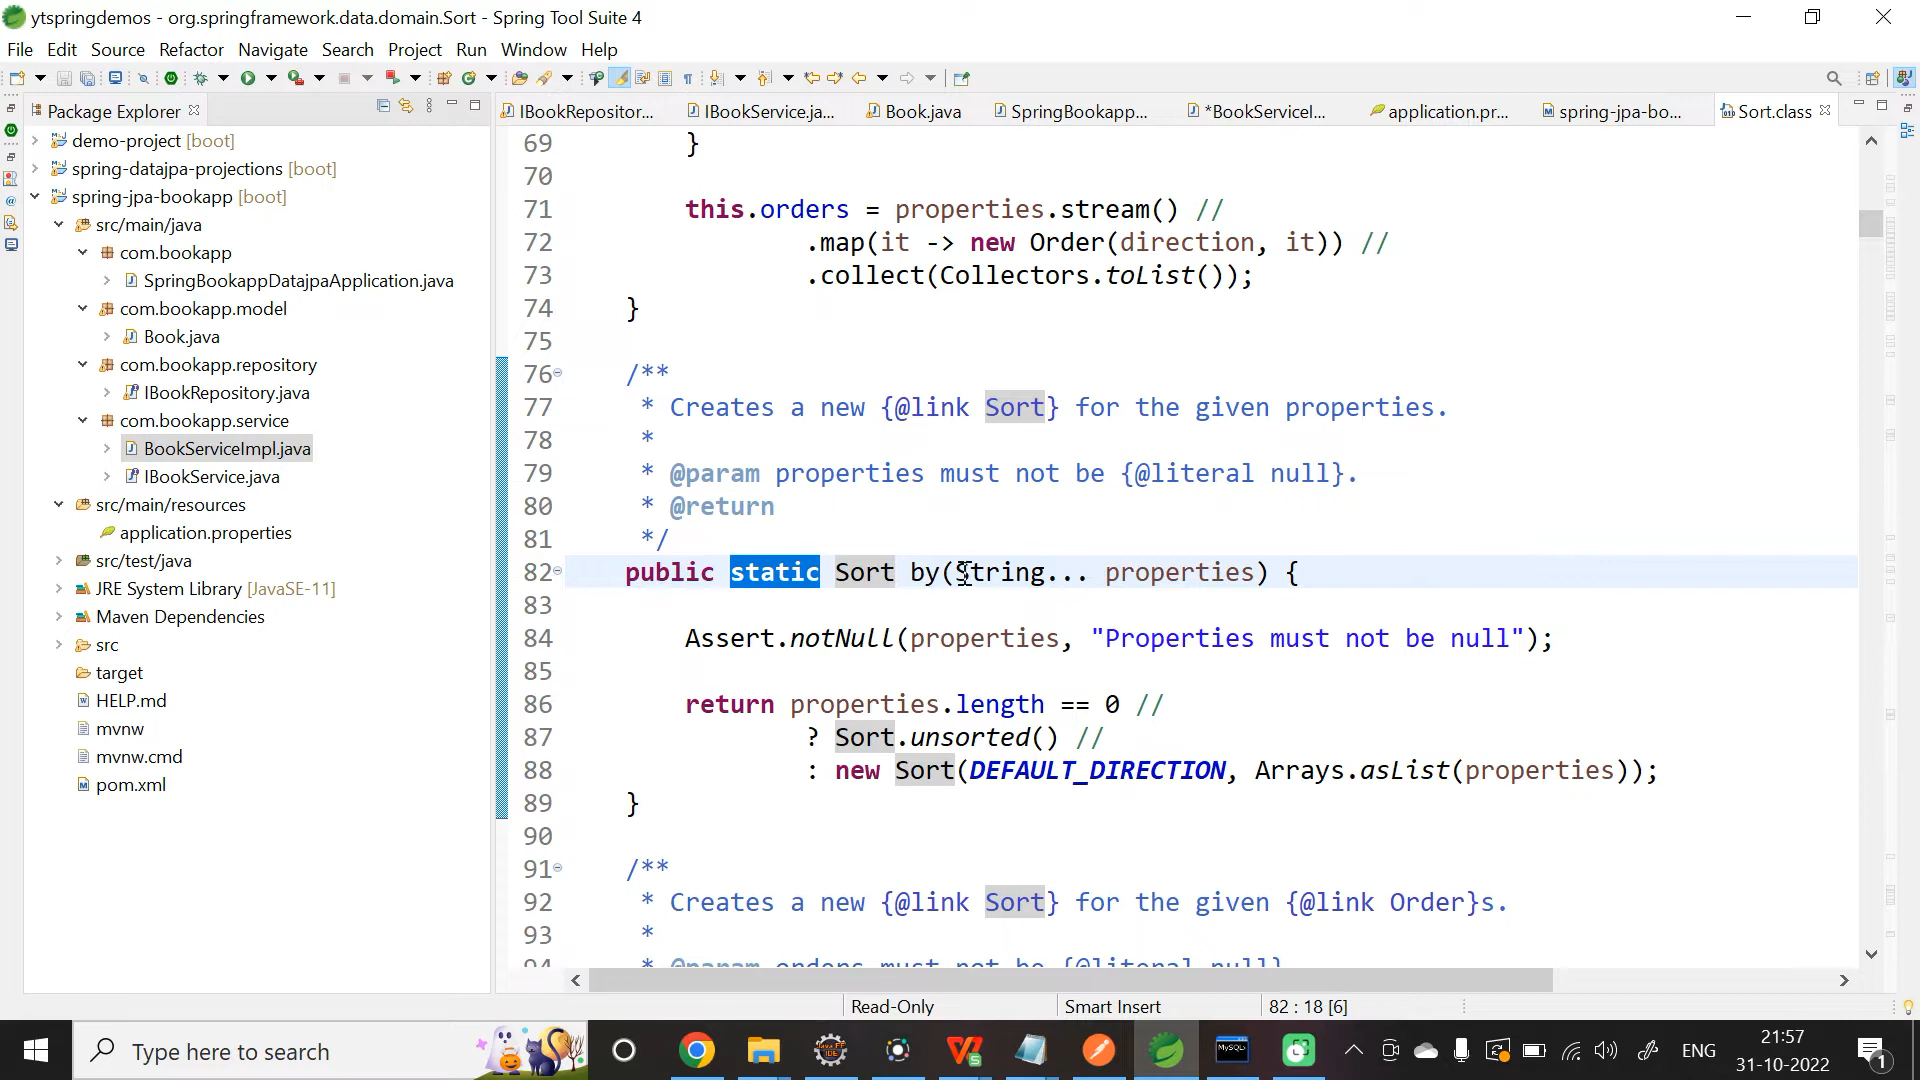 ytspringdemos - org.springframework.data.domain.Sort - Spring Tool Suite 4
File Edit Source Refactor Navigate Search Project Run Window Help
Package Explorer
IBookRepositor...
IBookService.ja...
Book.java
SpringBookapp...
*BookServiceI...
application.pr...
spring-jpa-bo...
Sort.class
demo-project [boot]
spring-datajpa-projections [boot]
spring-jpa-bookapp [boot]
src/main/java
com.bookapp
SpringBookappDatajpaApplication.java
com.bookapp.model
Book.java
com.bookapp.repository
IBookRepository.java
com.bookapp.service
BookServiceImpl.java
IBookService.java
src/main/resources
application.properties
src/test/java
JRE System Library [JavaSE-11]
Maven Dependencies
src
target
HELP.md
mvnw
mvnw.cmd
pom.xml
69 }
70
71 this.orders = properties.stream() //
72 .map(it -> new Order(direction, it)) //
73 .collect(Collectors.toList());
74 }
75
76 /**
77 * Creates a new {@link Sort} for the given properties.
78 *
79 * @param properties must not be {@literal null}.
80 * @return
81 */
82 public static Sort by(String... properties) {
83
84 Assert.notNull(properties, "Properties must not be null");
85
86 return properties.length == 0 //
87 ? Sort.unsorted() //
88 : new Sort(DEFAULT_DIRECTION, Arrays.asList(properties));
89 }
90
91 /**
92 * Creates a new {@link Sort} for the given {@link Order}s.
93 *
94 * @param orders must not be {@literal null}.
Read-Only Smart Insert 82 : 18 [6]
Type here to search
MySQL
ENG
21:57
31-10-2022
1